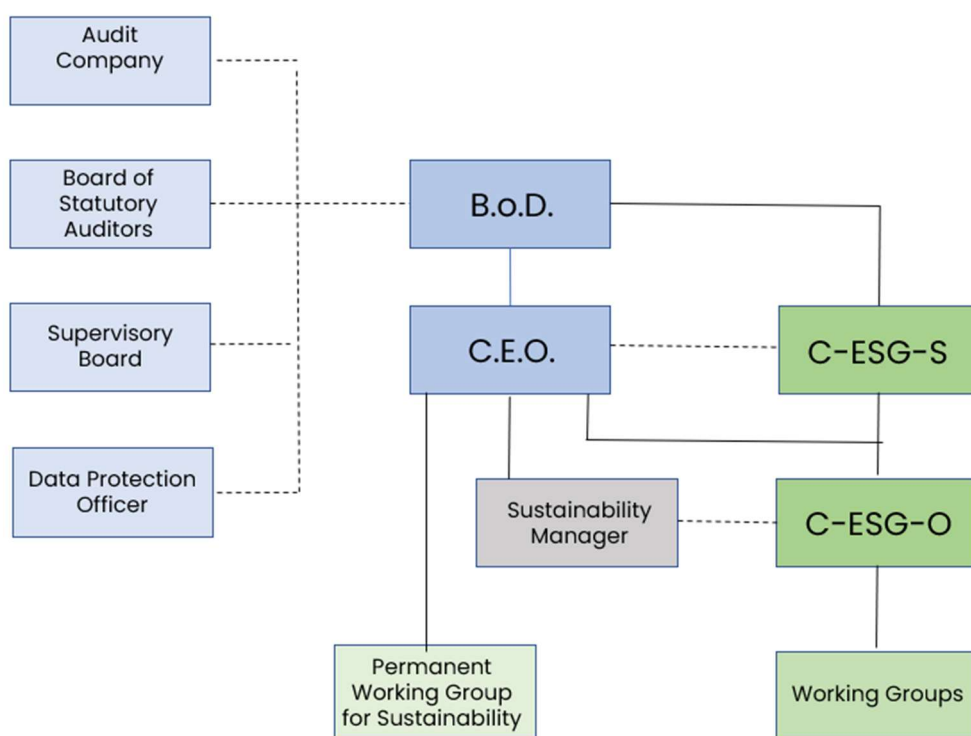 Audit
Company
Board of
Statutory
Auditors
B.o.D.
Supervisory
Board
C.E.O.
C-ESG-S
Data Protection
Officer
Sustainability
Manager
C-ESG-O
Permanent
Working Group
for Sustainability
Working Groups